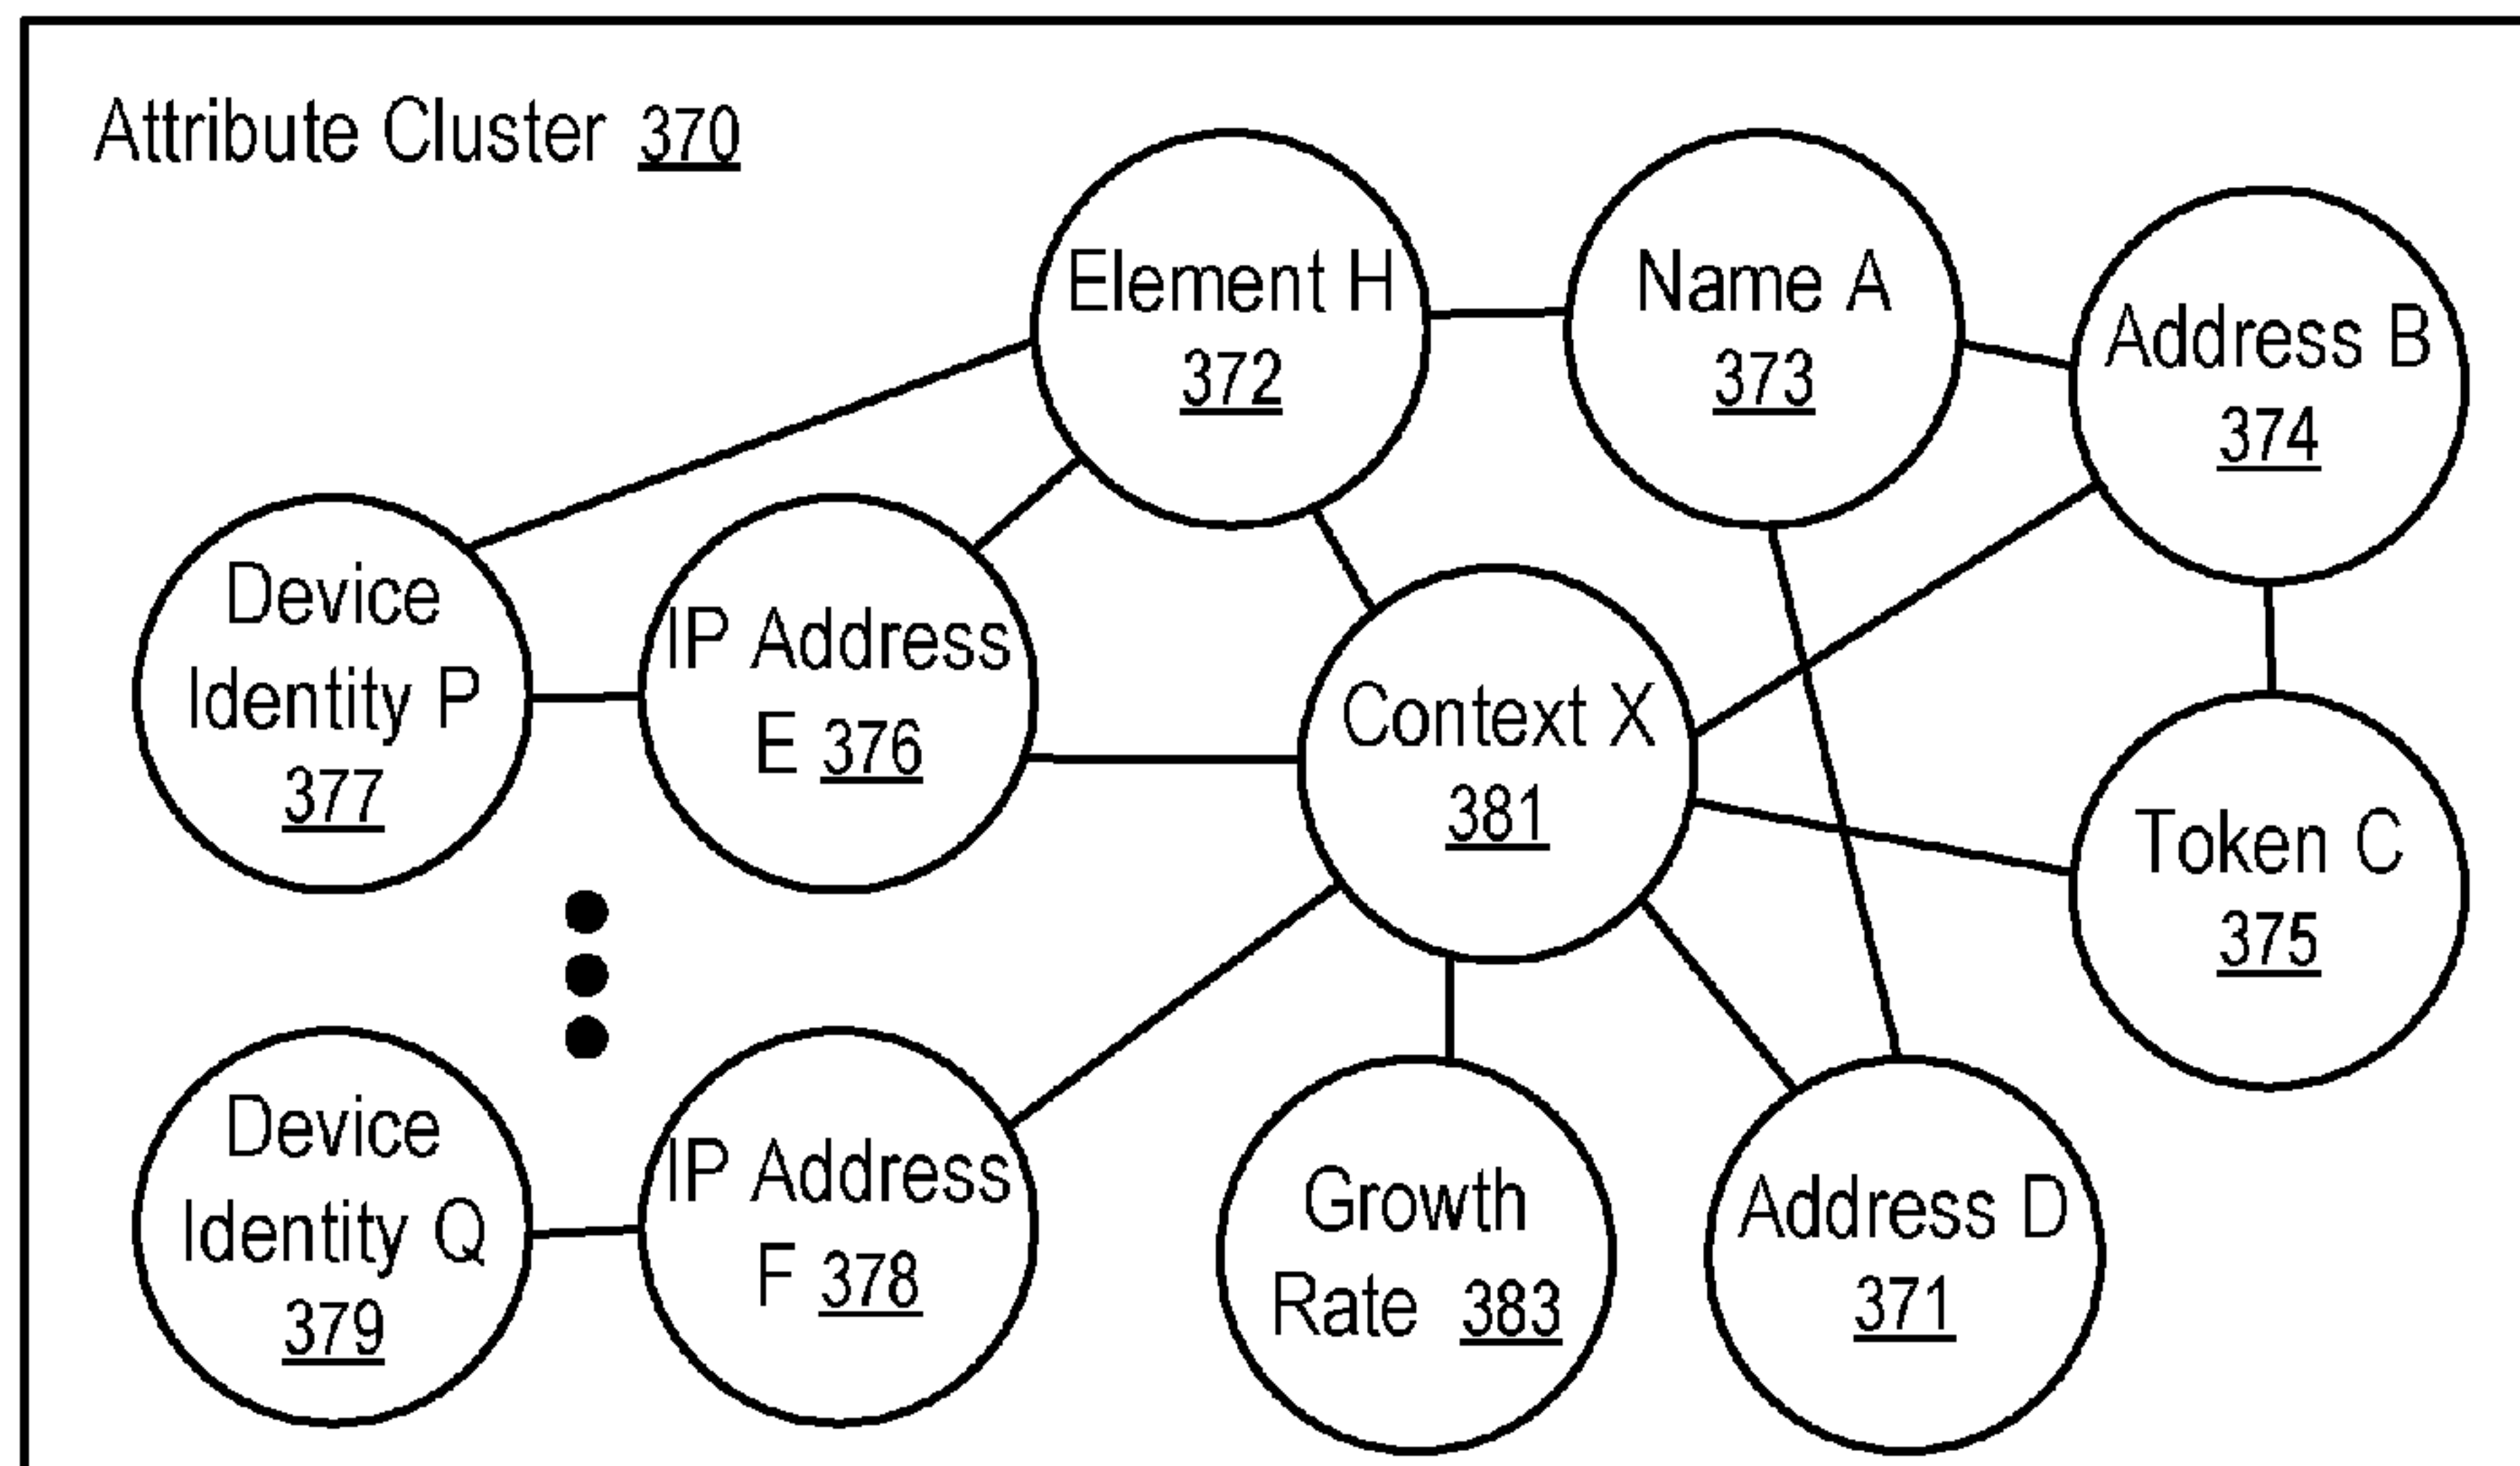 Attribute Cluster 370
Element H
372
Name A
373
Address B
374
Device
Identity P
377
IP Address
E 376
Context X
381
Token C
375
Device
Identity Q
379
IP Address
F 378
Growth
Rate 383
Address D
371